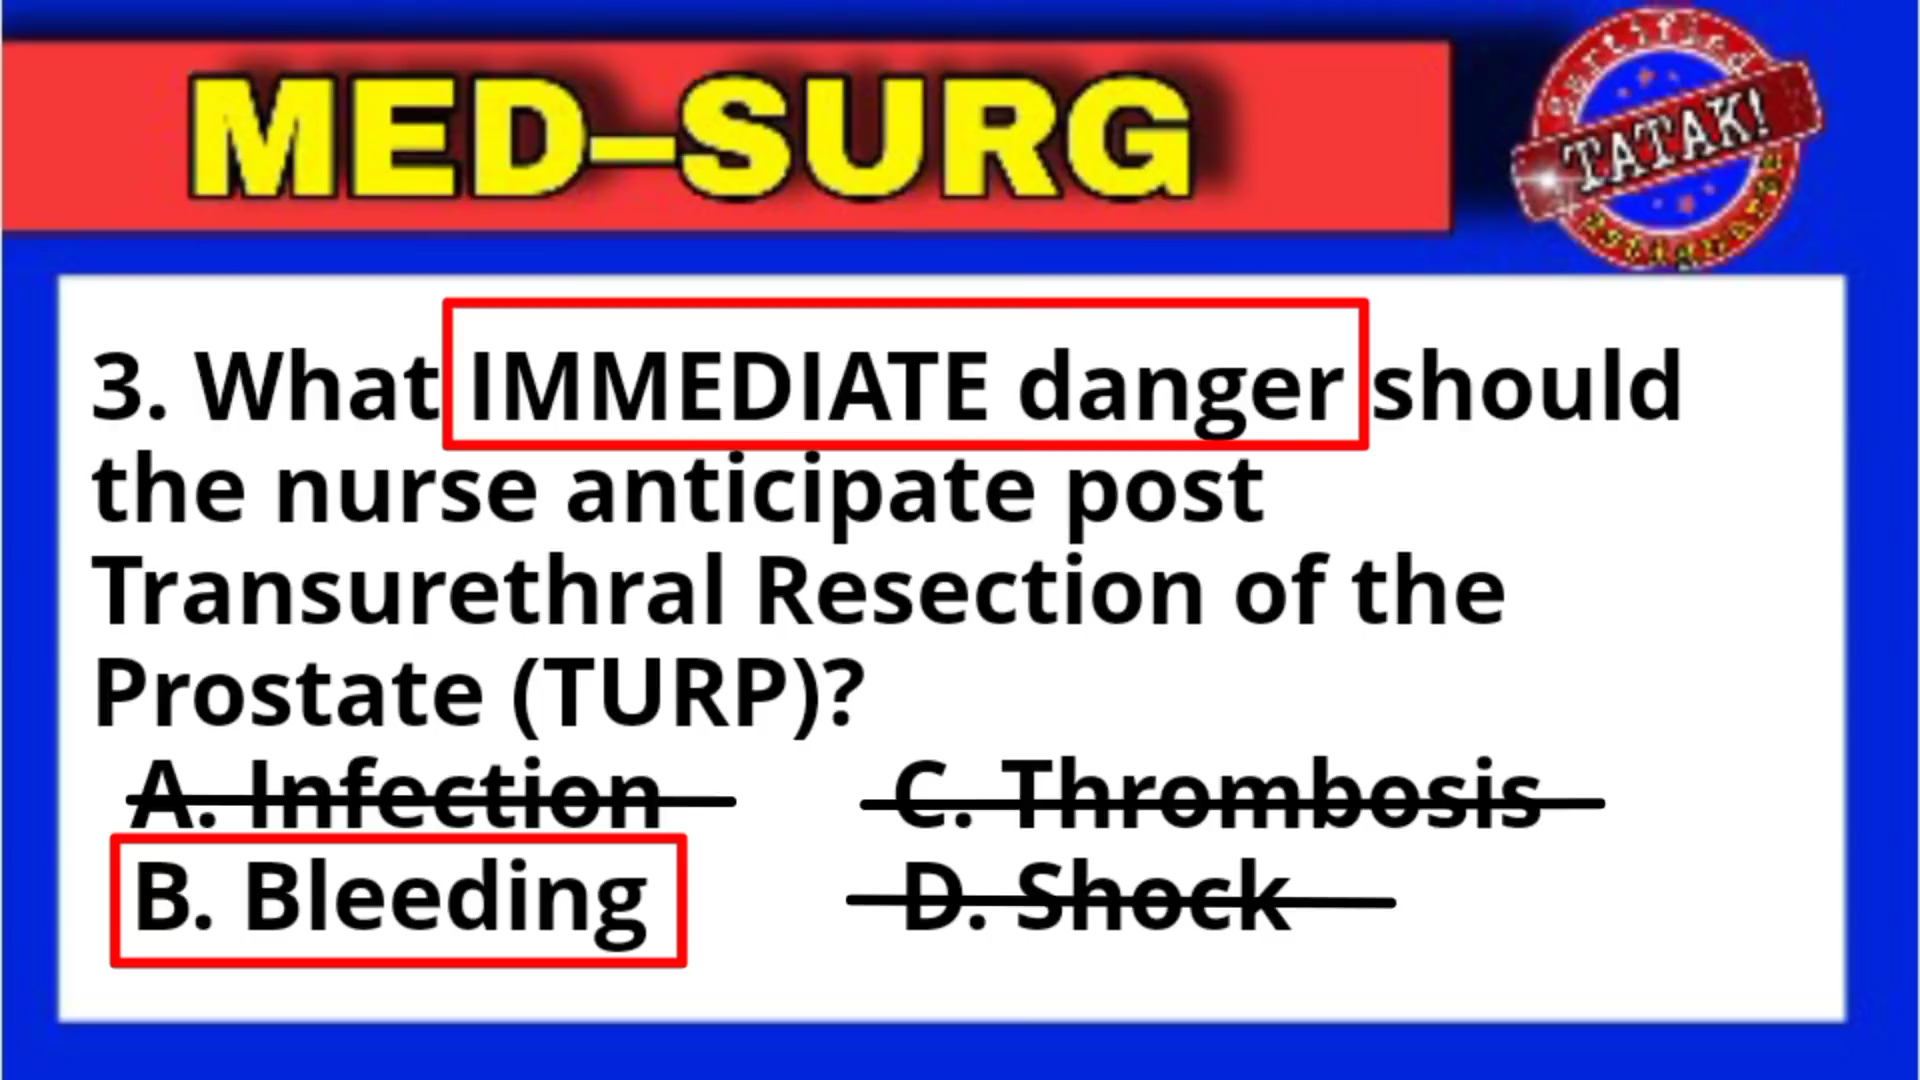 MED–SURG
certified
TATAK!
3. What IMMEDIATE danger should
the nurse anticipate post
Transurethral Resection of the
Prostate (TURP)?
A. Infection C. Thrombosis
B. Bleeding D. Shock